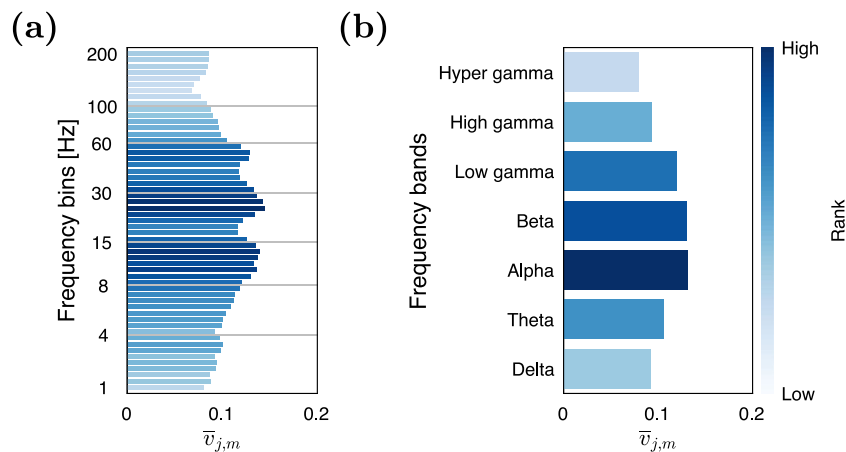 (a)
Frequency bins [Hz]
200
100
60
30
15
8
4
1
0 0.1 0.2
v̅ⱼ,ₘ
(b)
Frequency bands
Hyper gamma
High gamma
Low gamma
Beta
Alpha
Theta
Delta
0 0.1 0.2
v̅ⱼ,ₘ
High
Rank
Low